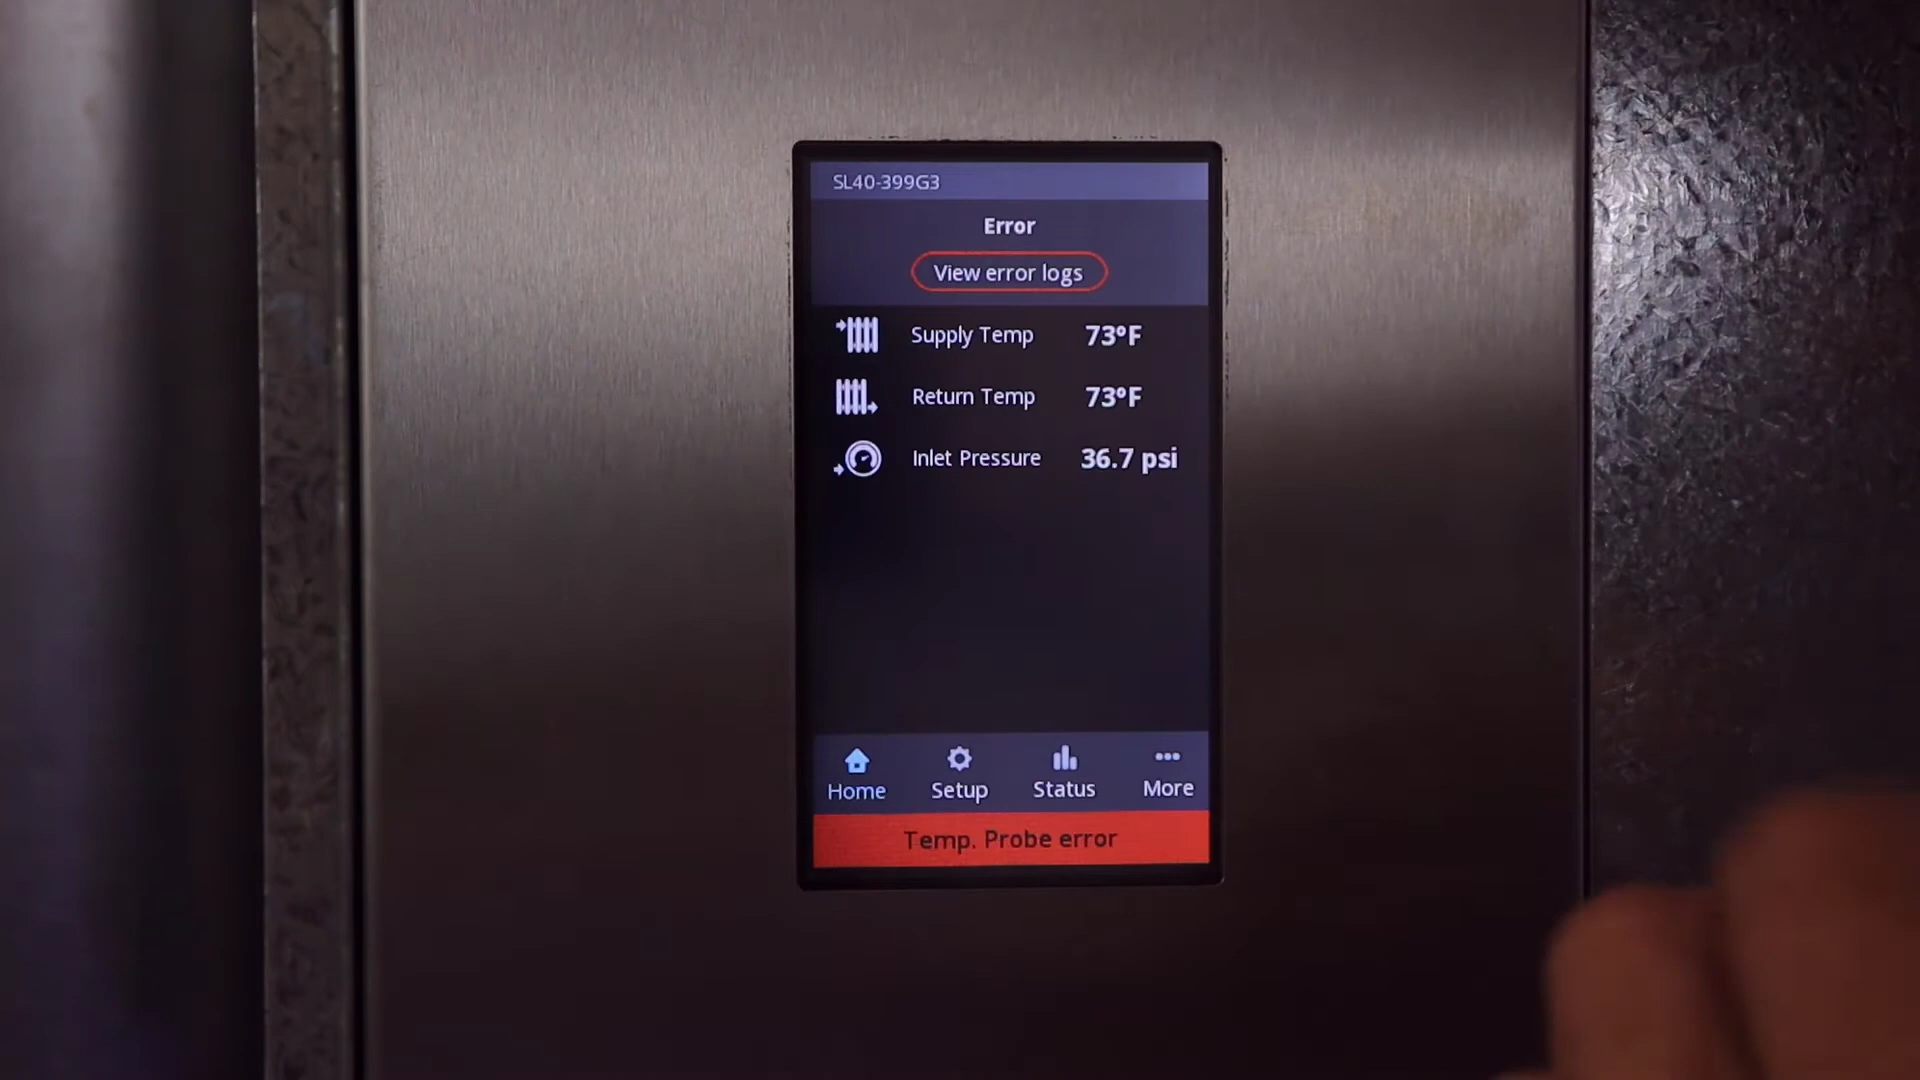 SL40-399G3
Error
View error logs
Supply Temp 73°F
Return Temp 73°F
Inlet Pressure 36.7 psi
Home Setup Status More
Temp. Probe error